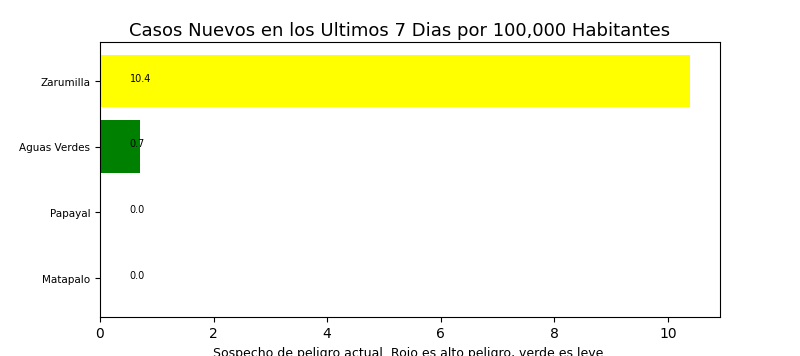 Casos Nuevos en los Ultimos 7 Dias por 100,000 Habitantes
Zarumilla 10.4
Aguas Verdes 0.7
Papayal 0.0
Matapalo 0.0
0 2 4 6 8 10
Sospecho de peligro actual. Rojo es alto peligro, verde es leve